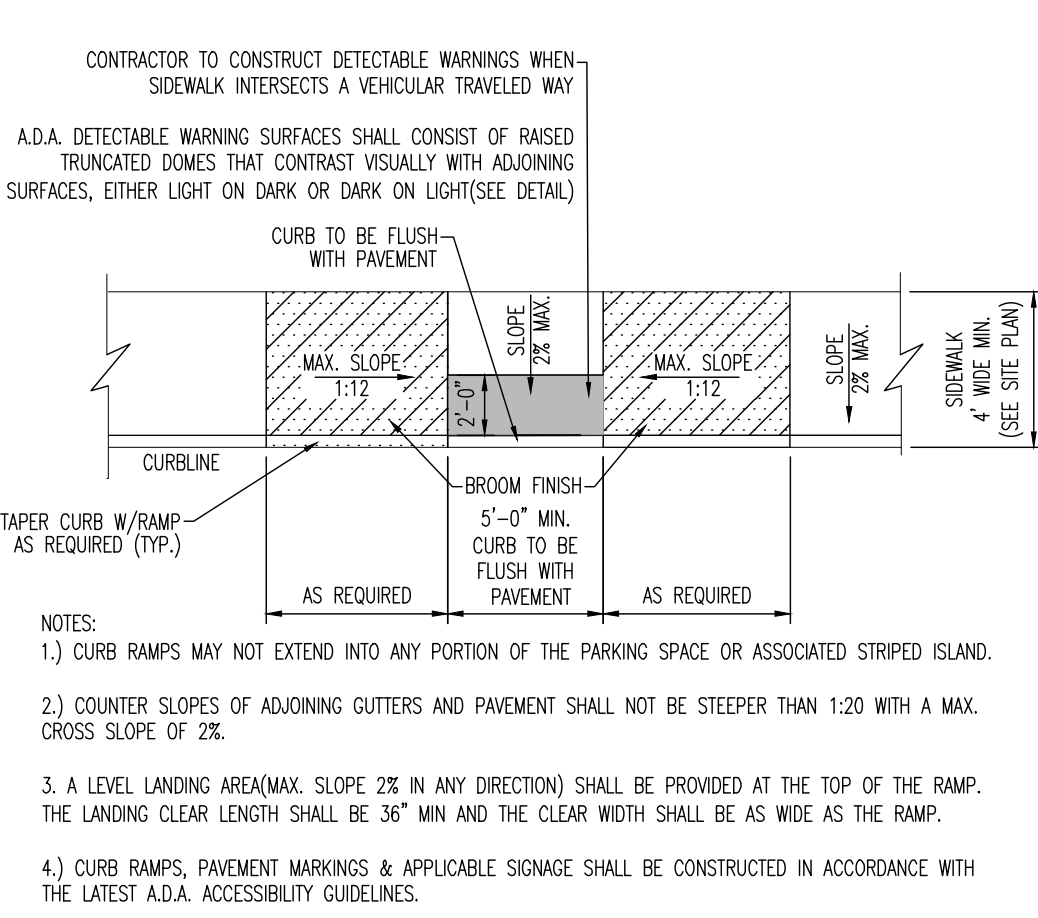 CONTRACTOR TO CONSTRUCT DETECTABLE WARNINGS WHEN
SIDEWALK INTERSECTS A VEHICULAR TRAVELED WAY
A.D.A. DETECTABLE WARNING SURFACES SHALL CONSIST OF RAISED
TRUNCATED DOMES THAT CONTRAST VISUALLY WITH ADJOINING
SURFACES, EITHER LIGHT ON DARK OR DARK ON LIGHT(SEE DETAIL)
CURB TO BE FLUSH
WITH PAVEMENT
MAX. SLOPE
1:12
SLOPE
2% MAX.
2'-0"
MAX. SLOPE
1:12
SLOPE
2% MAX.
SIDEWALK
4' WIDE MIN.
(SEE SITE PLAN)
CURBLINE
TAPER CURB W/RAMP
AS REQUIRED (TYP.)
BROOM FINISH
5'-0" MIN.
CURB TO BE
FLUSH WITH
PAVEMENT
AS REQUIRED
AS REQUIRED
NOTES:
1.) CURB RAMPS MAY NOT EXTEND INTO ANY PORTION OF THE PARKING SPACE OR ASSOCIATED STRIPED ISLAND.
2.) COUNTER SLOPES OF ADJOINING GUTTERS AND PAVEMENT SHALL NOT BE STEEPER THAN 1:20 WITH A MAX.
CROSS SLOPE OF 2%.
3. A LEVEL LANDING AREA(MAX. SLOPE 2% IN ANY DIRECTION) SHALL BE PROVIDED AT THE TOP OF THE RAMP.
THE LANDING CLEAR LENGTH SHALL BE 36" MIN AND THE CLEAR WIDTH SHALL BE AS WIDE AS THE RAMP.
4.) CURB RAMPS, PAVEMENT MARKINGS & APPLICABLE SIGNAGE SHALL BE CONSTRUCTED IN ACCORDANCE WITH
THE LATEST A.D.A. ACCESSIBILITY GUIDELINES.